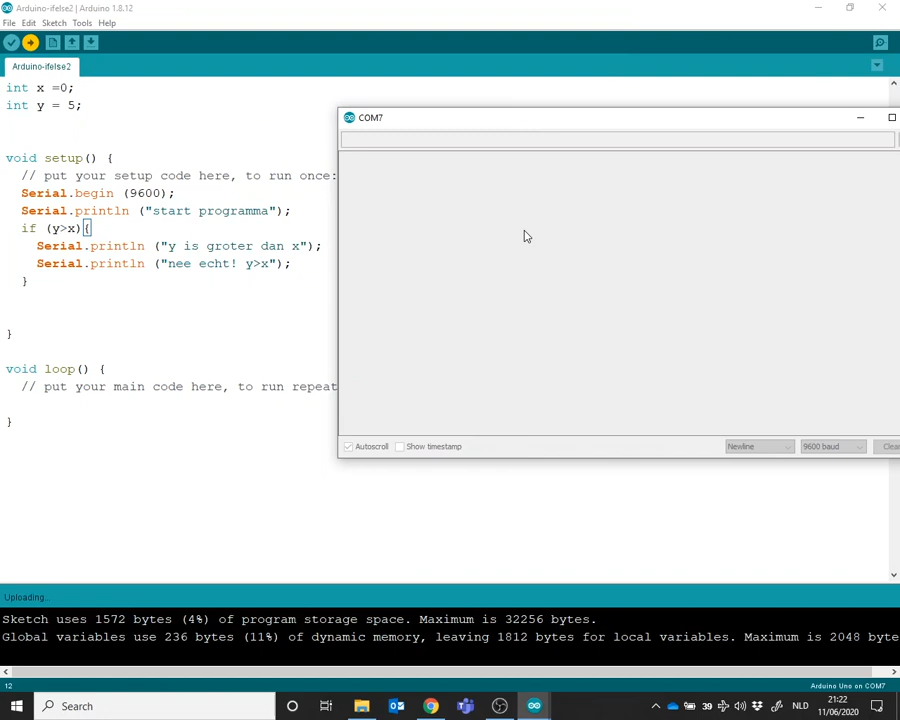 Arduino-ifelse2 | Arduino 1.8.12
File Edit Sketch Tools Help
Arduino-ifelse2
int x =0;
int y = 5;
void setup() {
// put your setup code here, to run once:
Serial.begin (9600);
Serial.println ("start programma");
if (y>x){
Serial.println ("y is groter dan x");
Serial.println ("nee echt! y>x");
}
}
void loop() {
// put your main code here, to run repeat
}
COM7
Autoscroll Show timestamp Newline 9600 baud Clea
Uploading...
Sketch uses 1572 bytes (4%) of program storage space. Maximum is 32256 bytes.
Global variables use 236 bytes (11%) of dynamic memory, leaving 1812 bytes for local variables. Maximum is 2048 byte
12 Arduino Uno on COM7
Search 39 NLD 21:22
11/06/2020